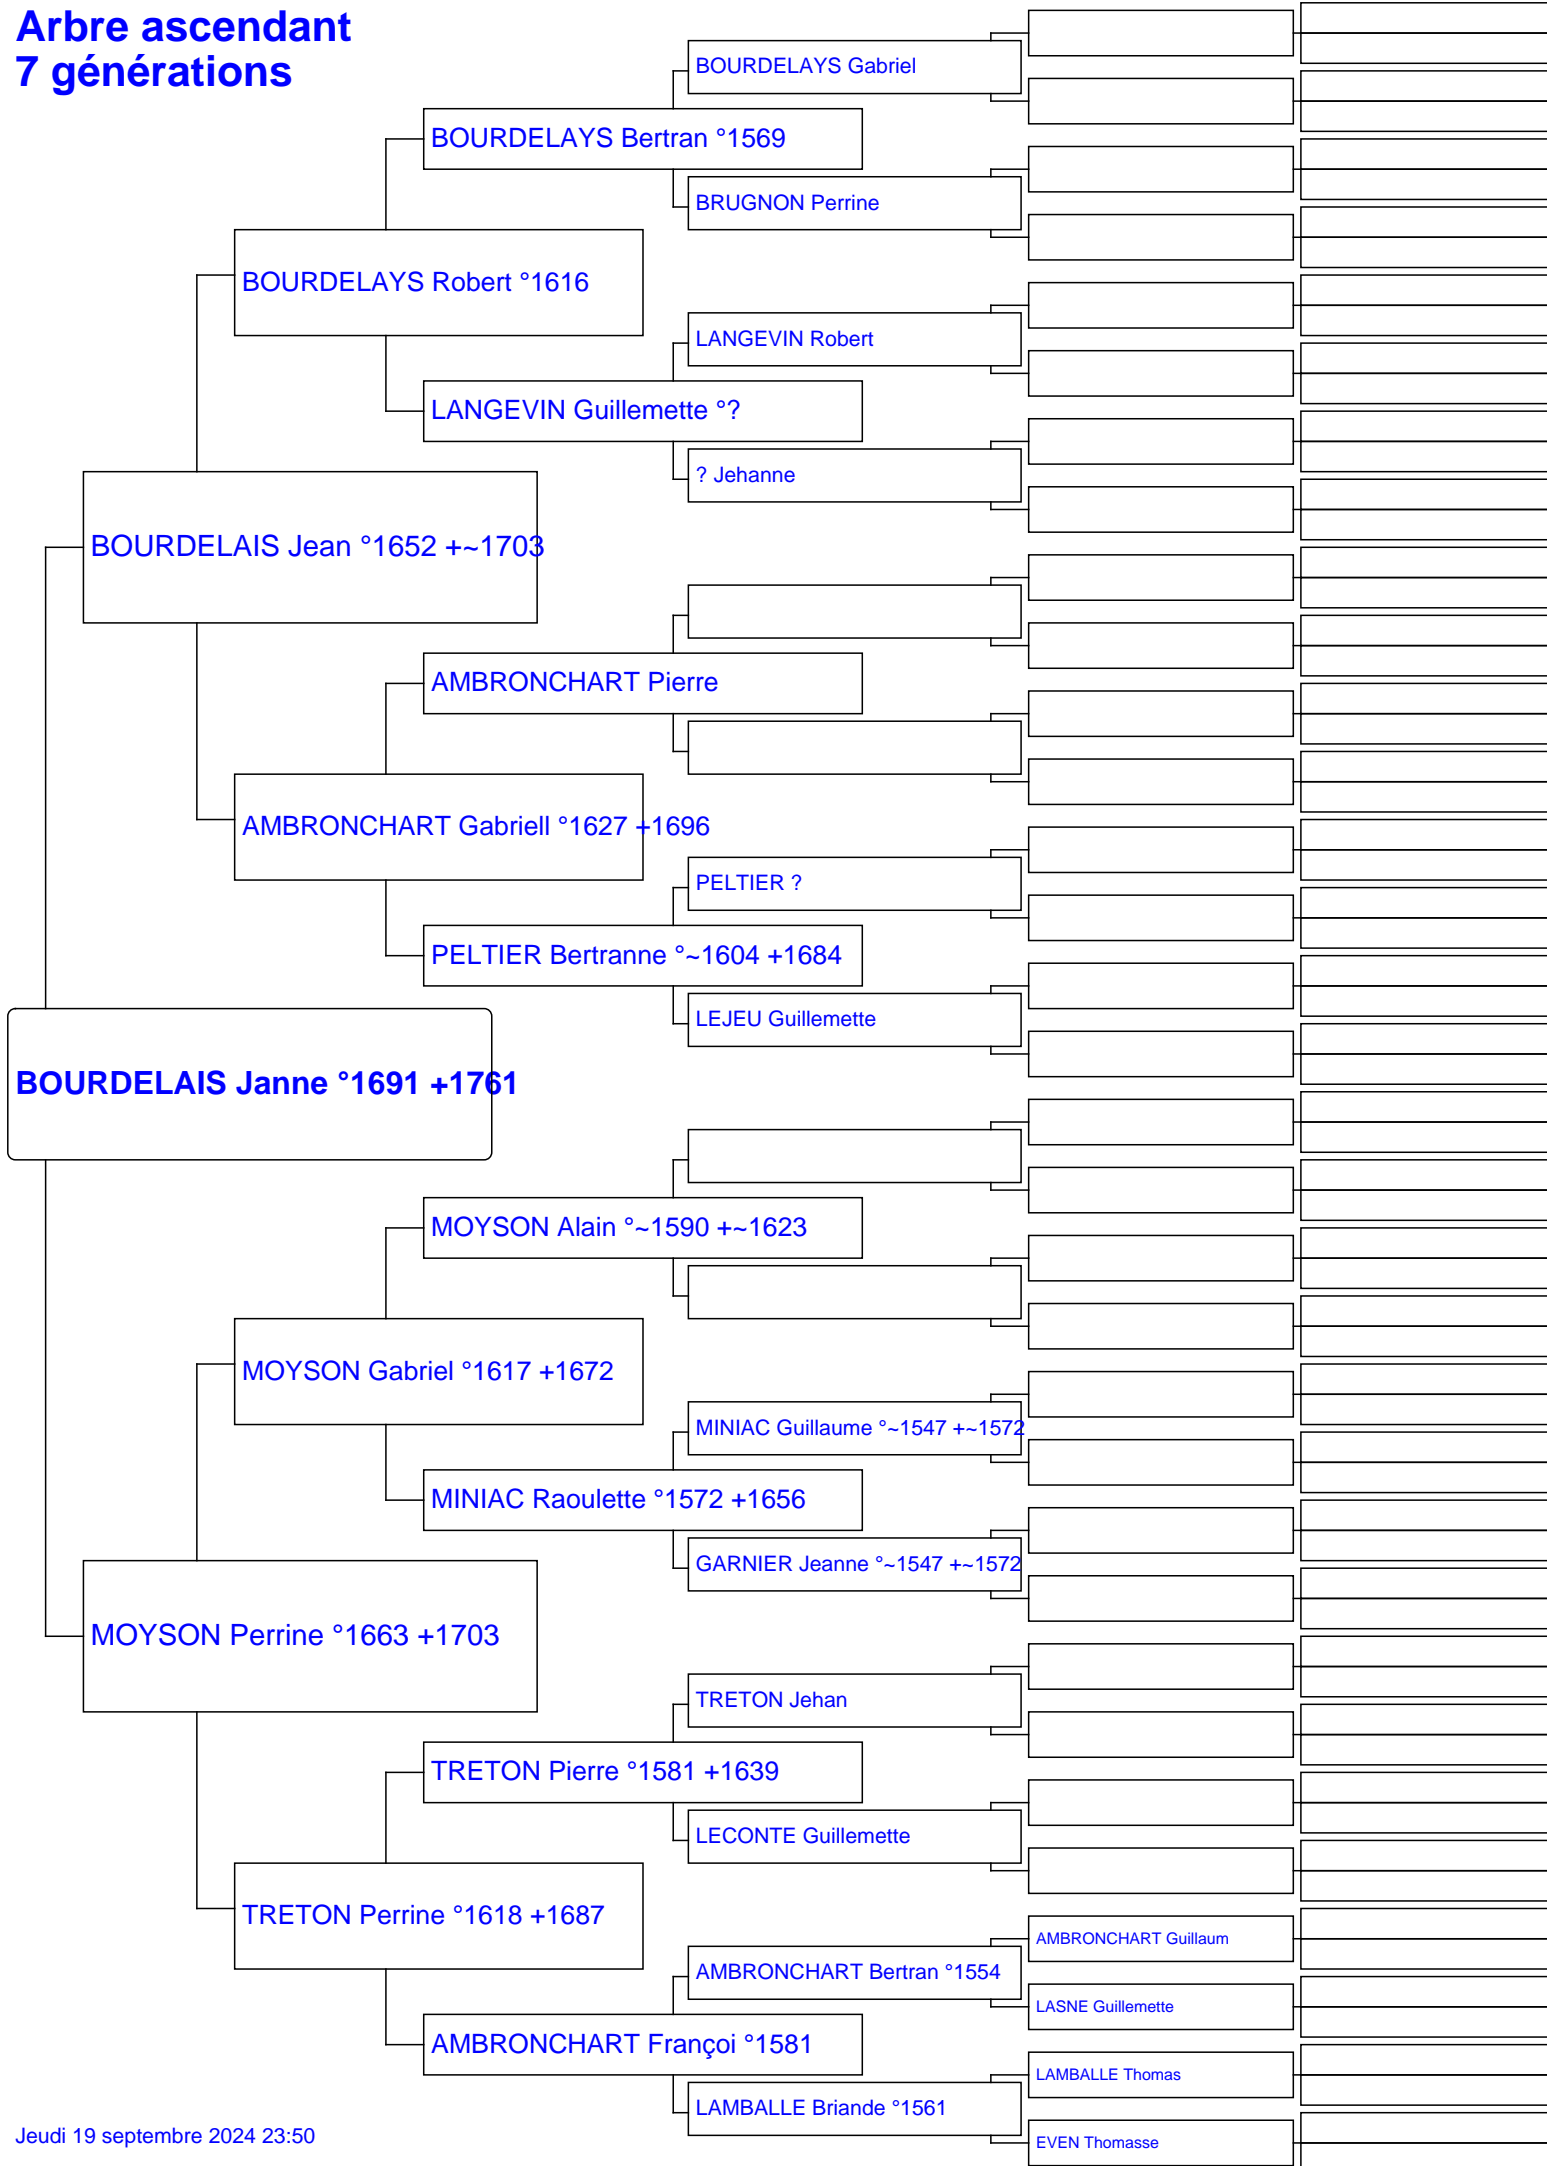 Arbre ascendant
7 générations
BOURDELAYS Gabriel
BOURDELAYS Bertran °1569
BRUGNON Perrine
BOURDELAYS Robert °1616
LANGEVIN Robert
LANGEVIN Guillemette °?
? Jehanne
BOURDELAIS Jean °1652 +~1703
AMBRONCHART Pierre
AMBRONCHART Gabriell °1627 +1696
PELTIER ?
PELTIER Bertranne °~1604 +1684
LEJEU Guillemette
BOURDELAIS Janne °1691 +1761
MOYSON Alain °~1590 +~1623
MOYSON Gabriel °1617 +1672
MINIAC Guillaume °~1547 +~1572
MINIAC Raoulette °1572 +1656
GARNIER Jeanne °~1547 +~1572
MOYSON Perrine °1663 +1703
TRETON Jehan
TRETON Pierre °1581 +1639
LECONTE Guillemette
TRETON Perrine °1618 +1687
AMBRONCHART Guillaum
AMBRONCHART Bertran °1554
LASNE Guillemette
AMBRONCHART Françoi °1581
LAMBALLE Thomas
LAMBALLE Briande °1561
EVEN Thomasse
Jeudi 19 septembre 2024 23:50